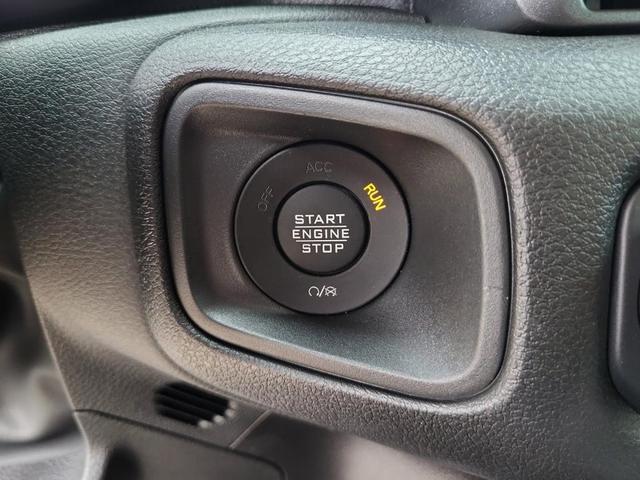 ACC
OFF
RUN
START
ENGINE
STOP